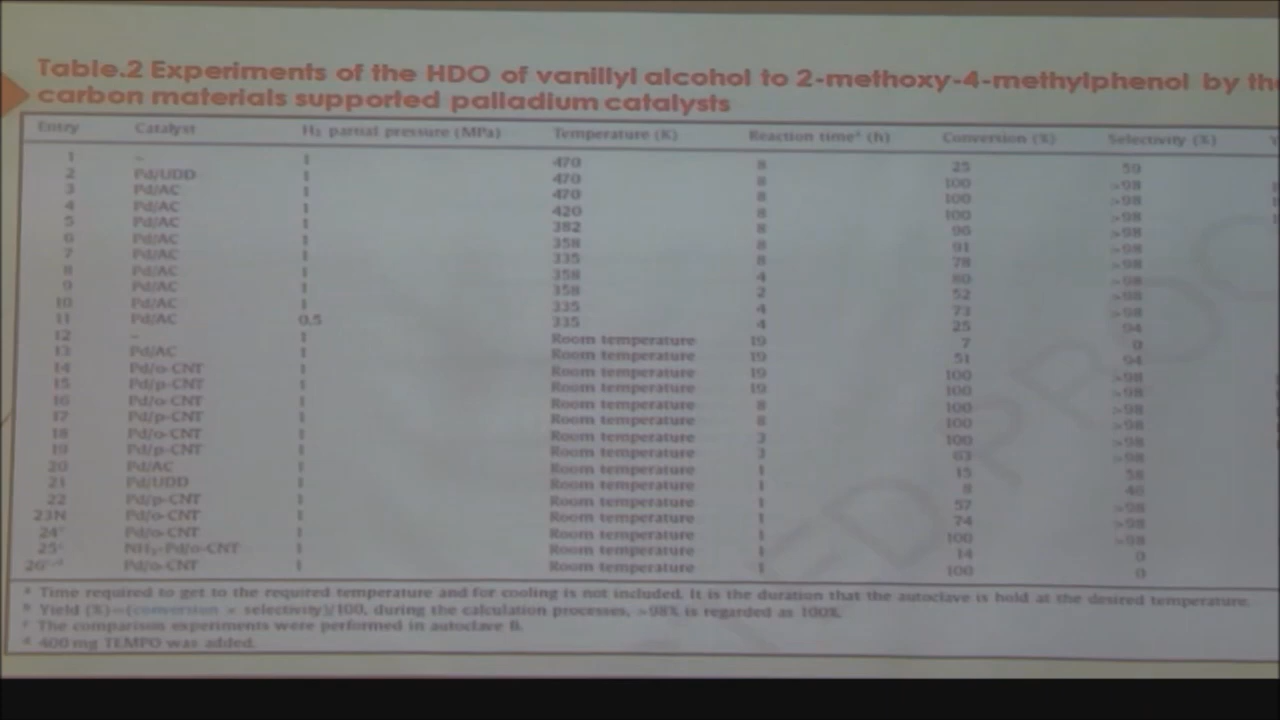 Table.2 Experiments of the HDO of vanillyl alcohol to 2-methoxy-4-methylphenol by the
carbon materials supported palladium catalysts
Entry Catalyst H₂ partial pressure (MPa) Temperature (K) Reaction timeᵃ (h) Conversion (%) Selectivity (%)
1 – 1 470 8 25 50
2 Pd/UDD 1 470 8 100 >98
3 Pd/AC 1 470 8 100 >98
4 Pd/AC 1 420 8 100 >98
5 Pd/AC 1 382 8 96 >98
6 Pd/AC 1 358 8 91 >98
7 Pd/AC 1 335 8 78 >98
8 Pd/AC 1 358 4 80 >98
9 Pd/AC 1 358 2 52 >98
10 Pd/AC 1 335 4 73 >98
11 Pd/AC 0.5 335 4 25 94
12 – 1 Room temperature 19 7 0
13 Pd/AC 1 Room temperature 19 51 94
14 Pd/o-CNT 1 Room temperature 19 100 >98
15 Pd/p-CNT 1 Room temperature 19 100 >98
16 Pd/o-CNT 1 Room temperature 8 100 >98
17 Pd/p-CNT 1 Room temperature 8 100 >98
18 Pd/o-CNT 1 Room temperature 3 100 >98
19 Pd/p-CNT 1 Room temperature 3 63 >98
20 Pd/AC 1 Room temperature 1 15 58
21 Pd/UDD 1 Room temperature 1 8
22 Pd/p-CNT 1 Room temperature 1 57 >98
23N Pd/o-CNT 1 Room temperature 1 74 >98
24ᶜ Pd/o-CNT 1 Room temperature 1 100 >98
25ᶜ NH₂-Pd/o-CNT 1 Room temperature 1 14 0
26ᶜ,ᵈ Pd/o-CNT 1 Room temperature 1 100 0
ᵃ Time required to get to the required temperature and for cooling is not included. It is the duration that the autoclave is hold at the desired temperature.
ᵇ Yield (%)=(conversion × selectivity)/100, during the calculation processes, >98% is regarded as 100%.
ᶜ The comparison experiments were performed in autoclave B.
ᵈ 400 mg TEMPO was added.